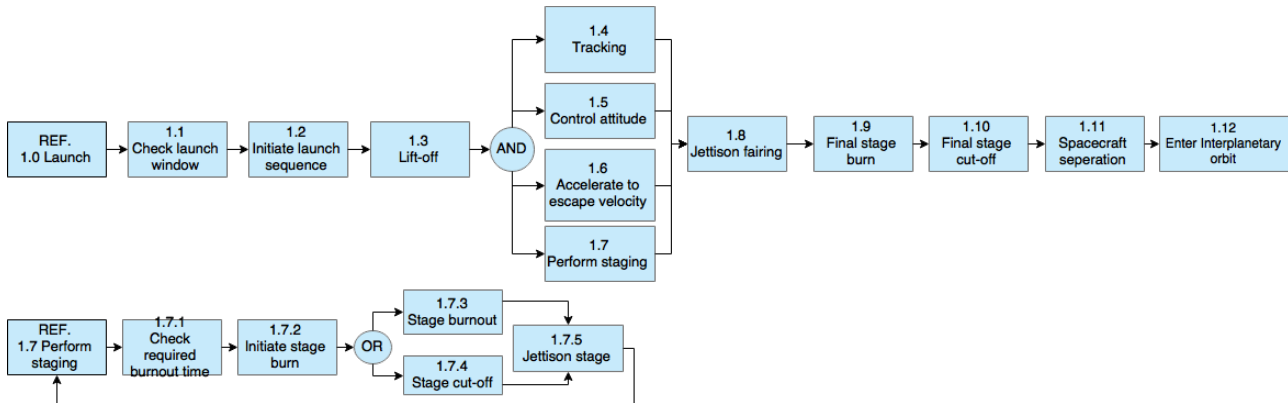 REF.
1.0 Launch
1.1
Check launch
window
1.2
Initiate launch
sequence
1.3
Lift-off
AND
1.4
Tracking
1.5
Control attitude
1.6
Accelerate to
escape velocity
1.7
Perform staging
1.8
Jettison fairing
1.9
Final stage
burn
1.10
Final stage
cut-off
1.11
Spacecraft
seperation
1.12
Enter Interplanetary
orbit
REF.
1.7 Perform
staging
1.7.1
Check
required
burnout time
1.7.2
Initiate stage
burn
OR
1.7.3
Stage burnout
1.7.4
Stage cut-off
1.7.5
Jettison stage